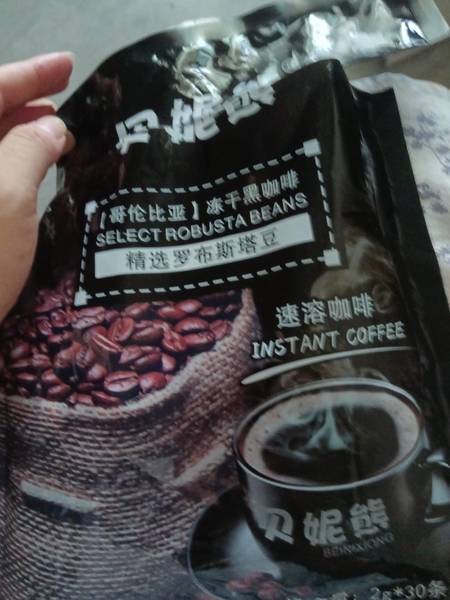 贝妮熊
【哥伦比亚】冻干黑咖啡
SELECT ROBUSTA BEANS
精选罗布斯塔豆
速溶咖啡
INSTANT COFFEE
贝妮熊
BEINIXIONG
2g*30条